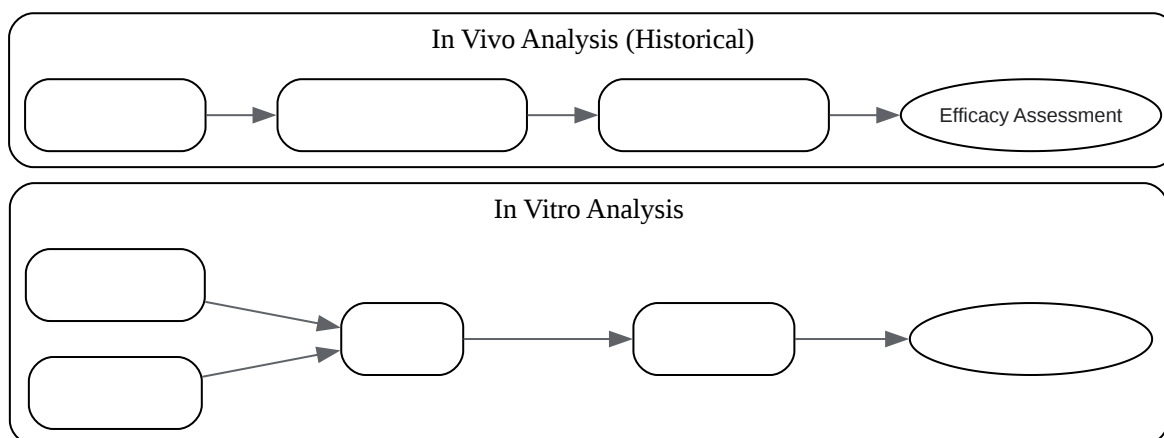 In Vivo Analysis (Historical)
Efficacy Assessment
In Vitro Analysis